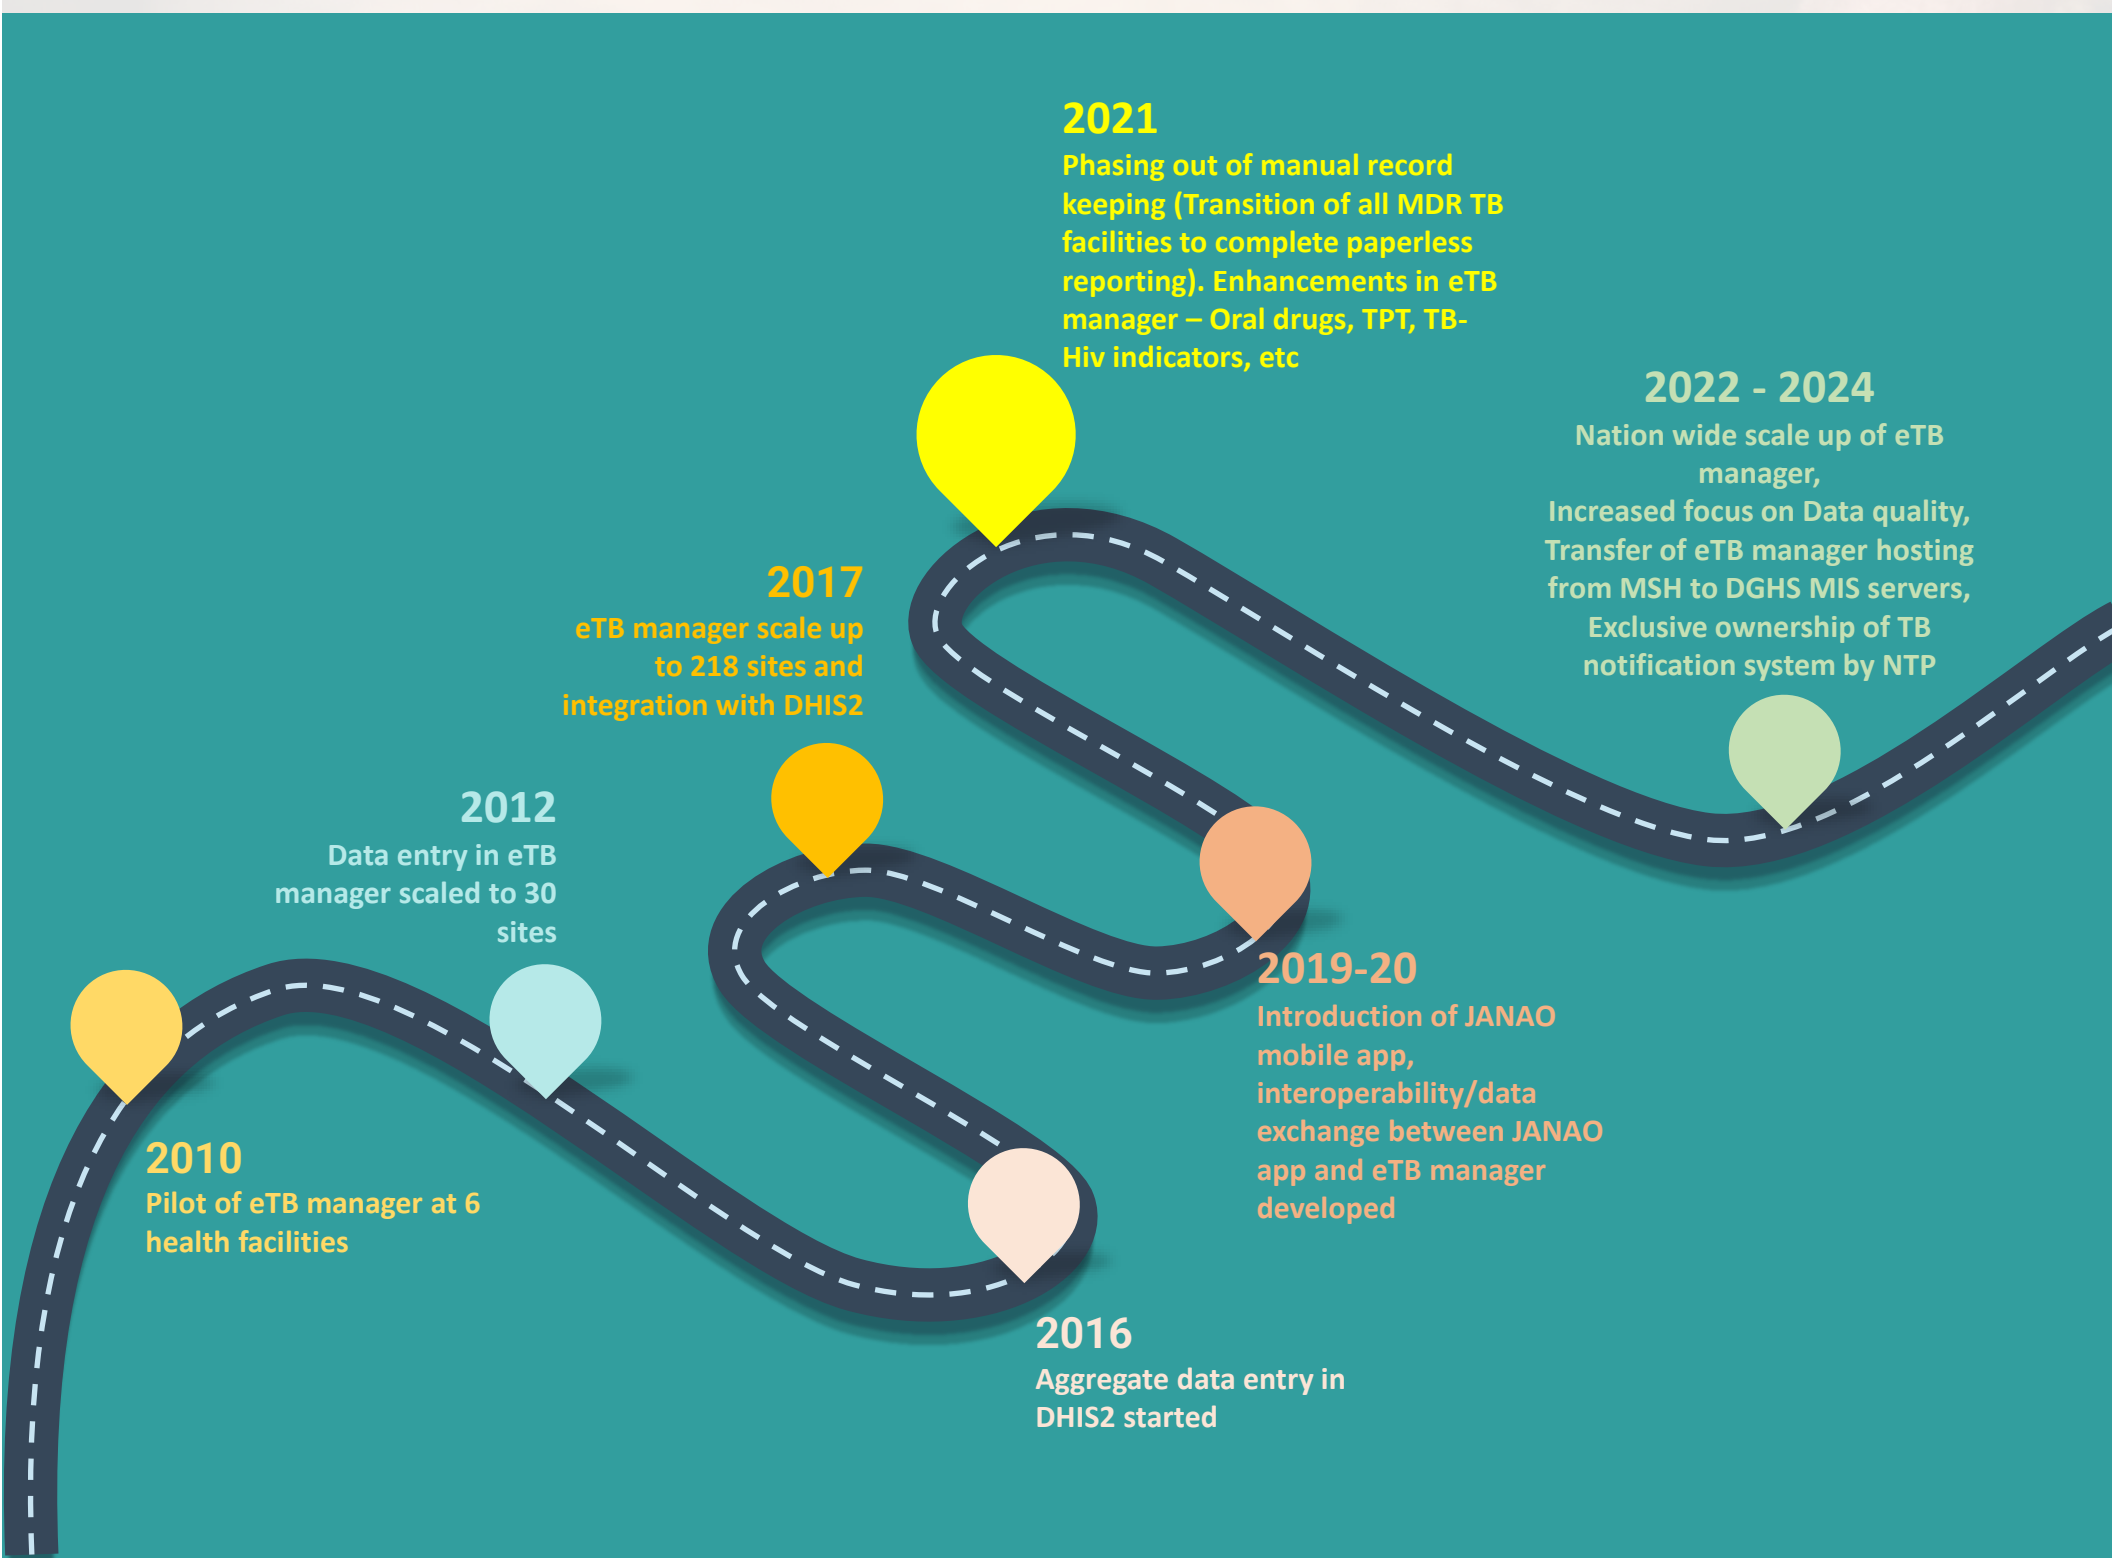 2010
Pilot of eTB manager at 6
health facilities
2012
Data entry in eTB
manager scaled to 30
sites
2016
Aggregate data entry in
DHIS2 started
2017
eTB manager scale up
to 218 sites and
integration with DHIS2
2019-20
Introduction of JANAO
mobile app,
interoperability/data
exchange between JANAO
app and eTB manager
developed
2021
Phasing out of manual record
keeping (Transition of all MDR TB
facilities to complete paperless
reporting). Enhancements in eTB
manager – Oral drugs, TPT, TB-
Hiv indicators, etc
2022 - 2024
Nation wide scale up of eTB
manager,
Increased focus on Data quality,
Transfer of eTB manager hosting
from MSH to DGHS MIS servers,
Exclusive ownership of TB
notification system by NTP